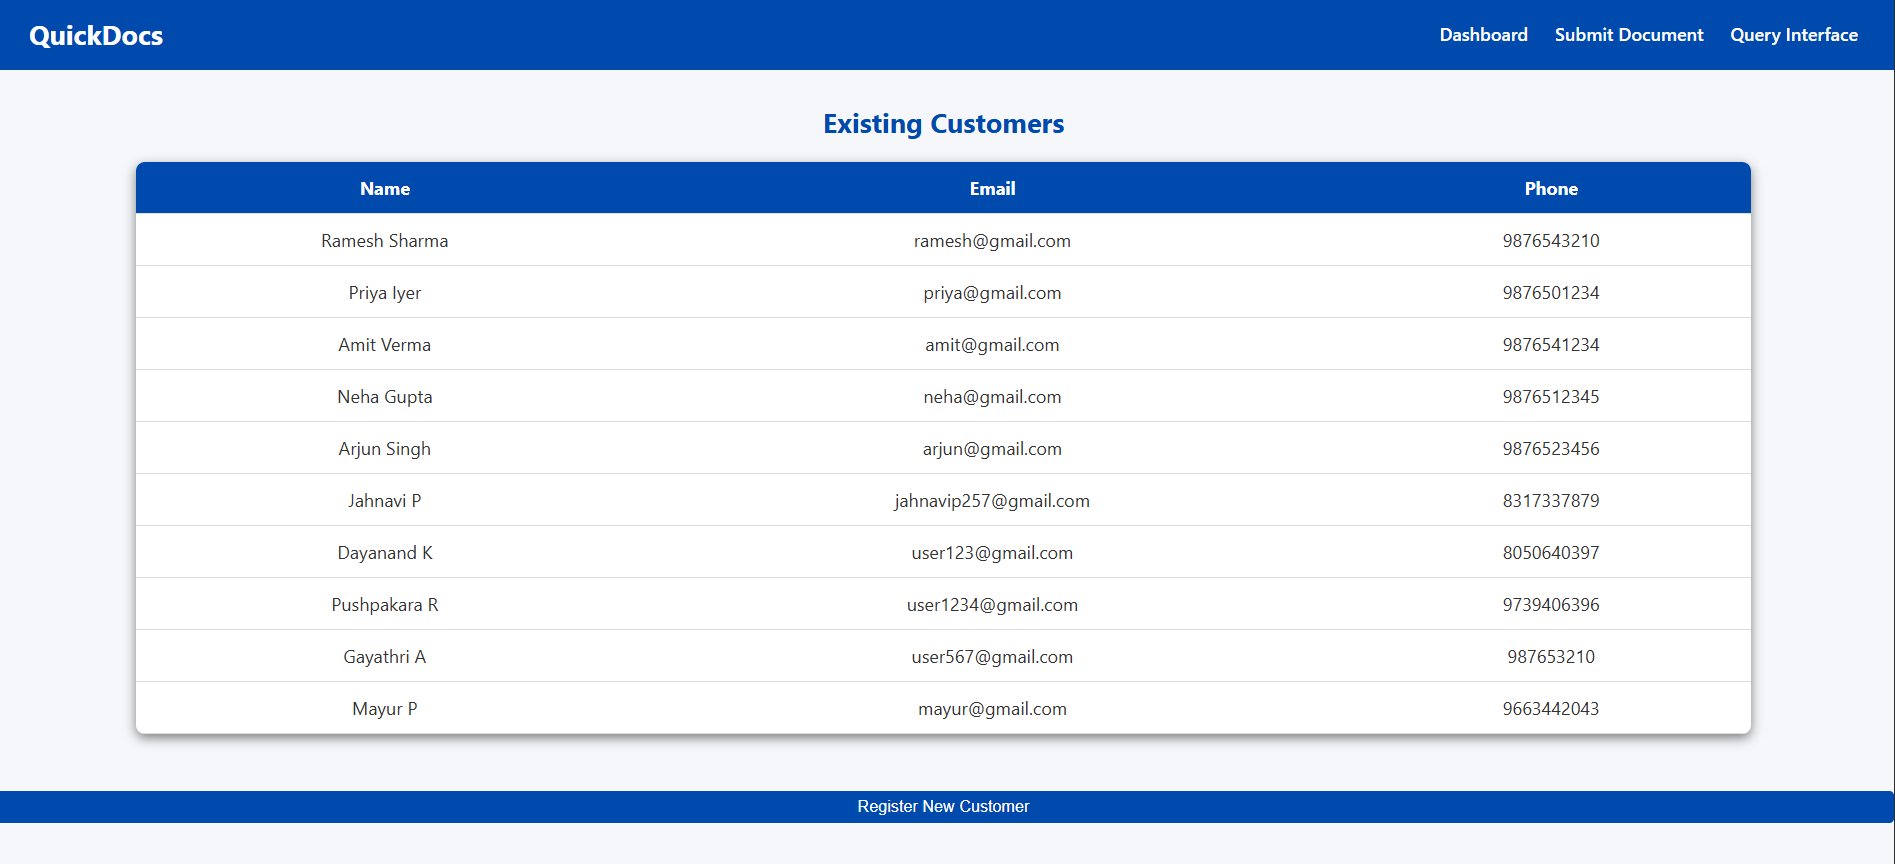 QuickDocs Dashboard Submit Document Query Interface
Existing Customers
Name Email Phone
Ramesh Sharma ramesh@gmail.com 9876543210
Priya Iyer priya@gmail.com 9876501234
Amit Verma amit@gmail.com 9876541234
Neha Gupta neha@gmail.com 9876512345
Arjun Singh arjun@gmail.com 9876523456
Jahnavi P jahnavip257@gmail.com 8317337879
Dayanand K user123@gmail.com 8050640397
Pushpakara R user1234@gmail.com 9739406396
Gayathri A user567@gmail.com 987653210
Mayur P mayur@gmail.com 9663442043
Register New Customer